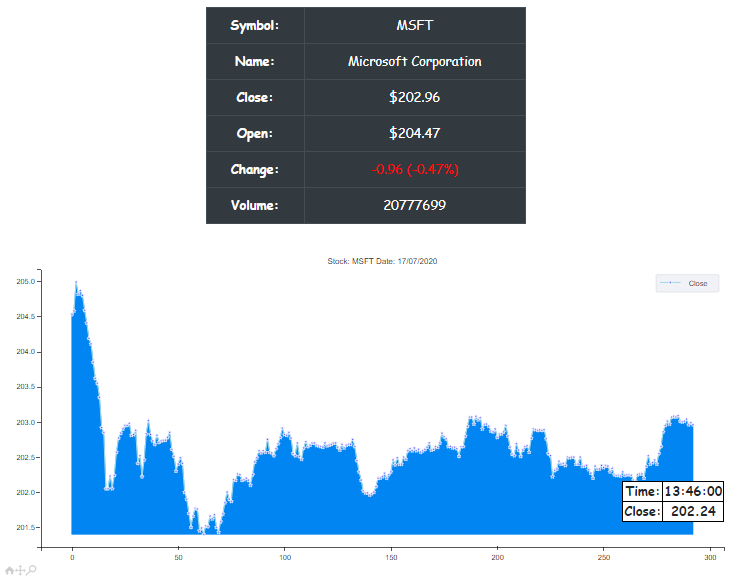 Symbol: MSFT
Name: Microsoft Corporation
Close: $202.96
Open: $204.47
Change: -0.96 (-0.47%)
Volume: 20777699
Stock: MSFT Date: 17/07/2020
Close
205.0
204.5
204.0
203.5
203.0
202.5
202.0
201.5
Time: 13:46:00
Close: 202.24
0 50 100 150 200 250 300